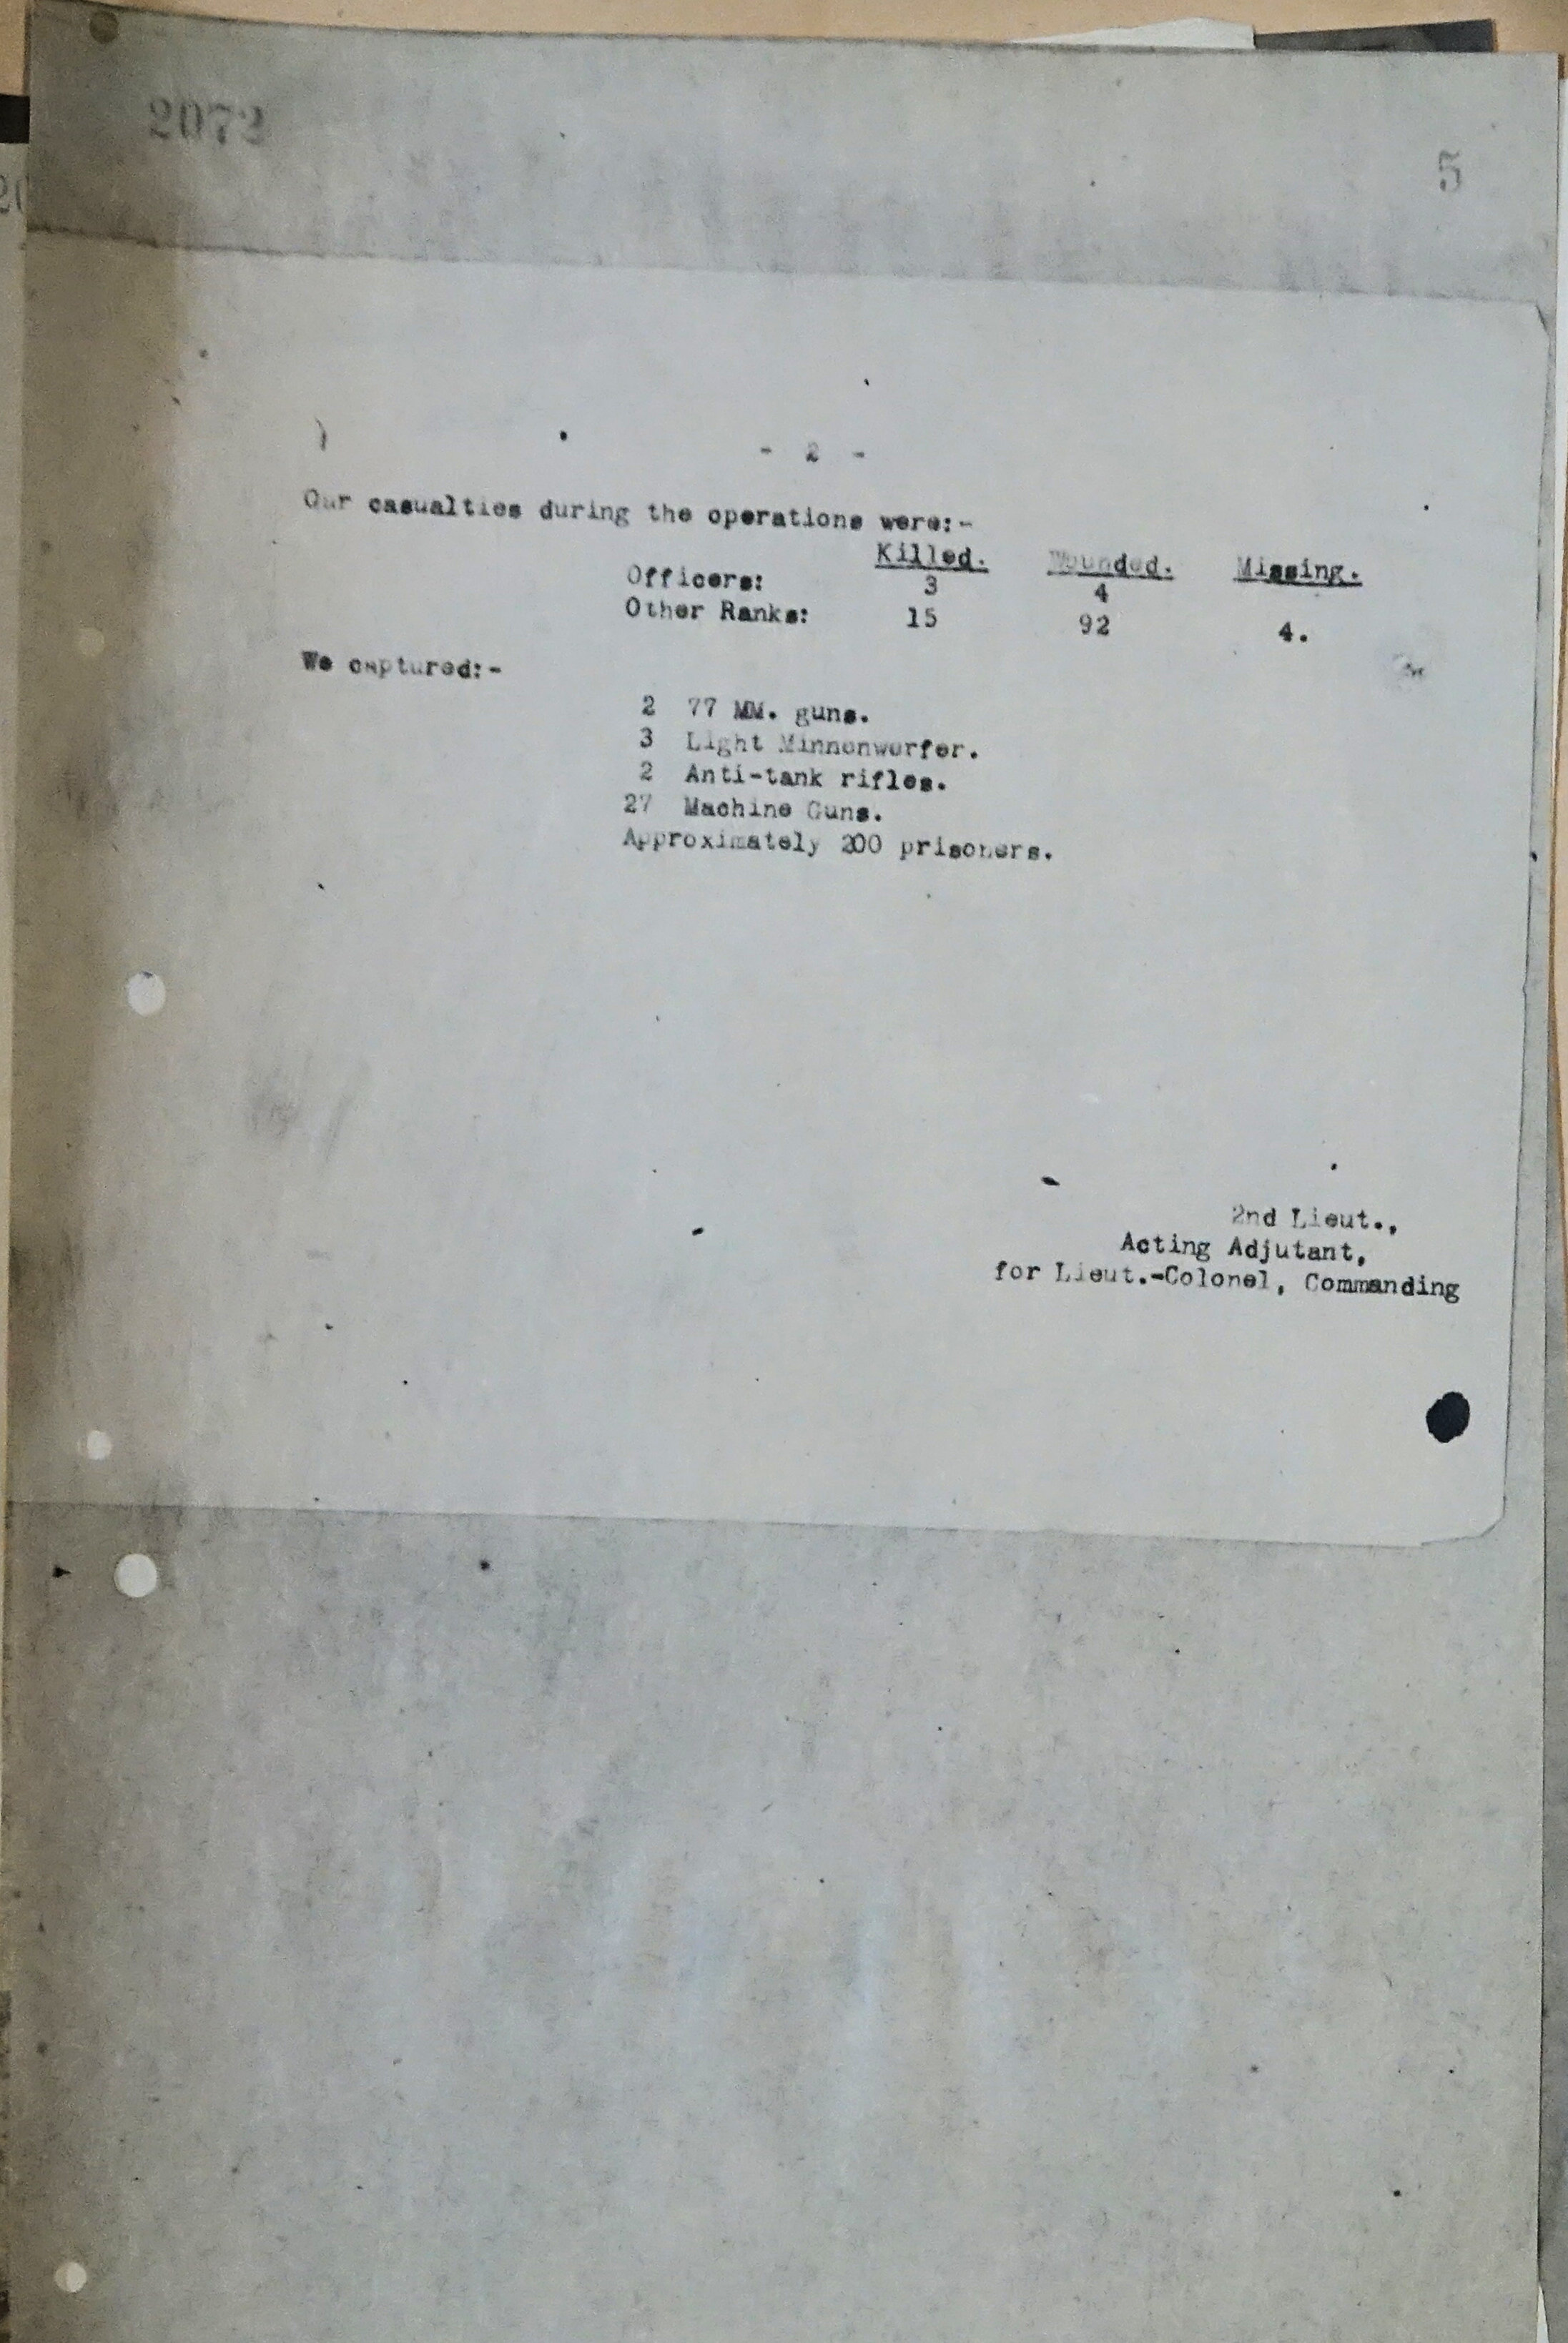 2072
5
- 2 -
Our casualties during the operations were:-
Killed. Wounded. Missing.
Officers: 3 4
Other Ranks: 15 92 4.
We captured:-
2 77 MM. guns.
3 Light Minnenwerfer.
2 Anti-tank rifles.
27 Machine Guns.
Approximately 200 prisoners.
2nd Lieut.,
Acting Adjutant,
for Lieut.-Colonel, Commanding